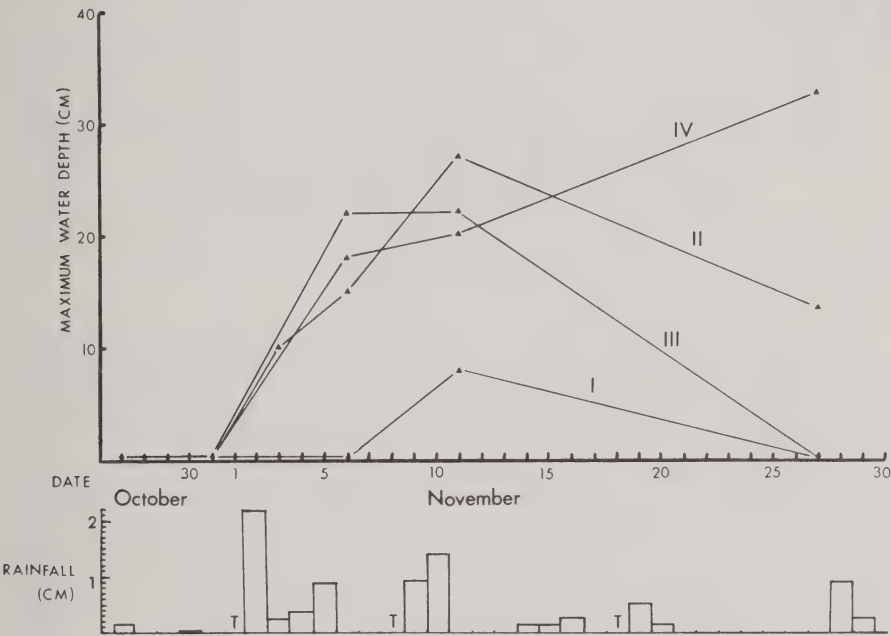 40
30
20
10
MAXIMUM WATER DEPTH (CM)
IV
II
III
I
DATE
30 1 5 10 15 20 25 30
October November
RAINFALL
(CM)
2
1
T T T